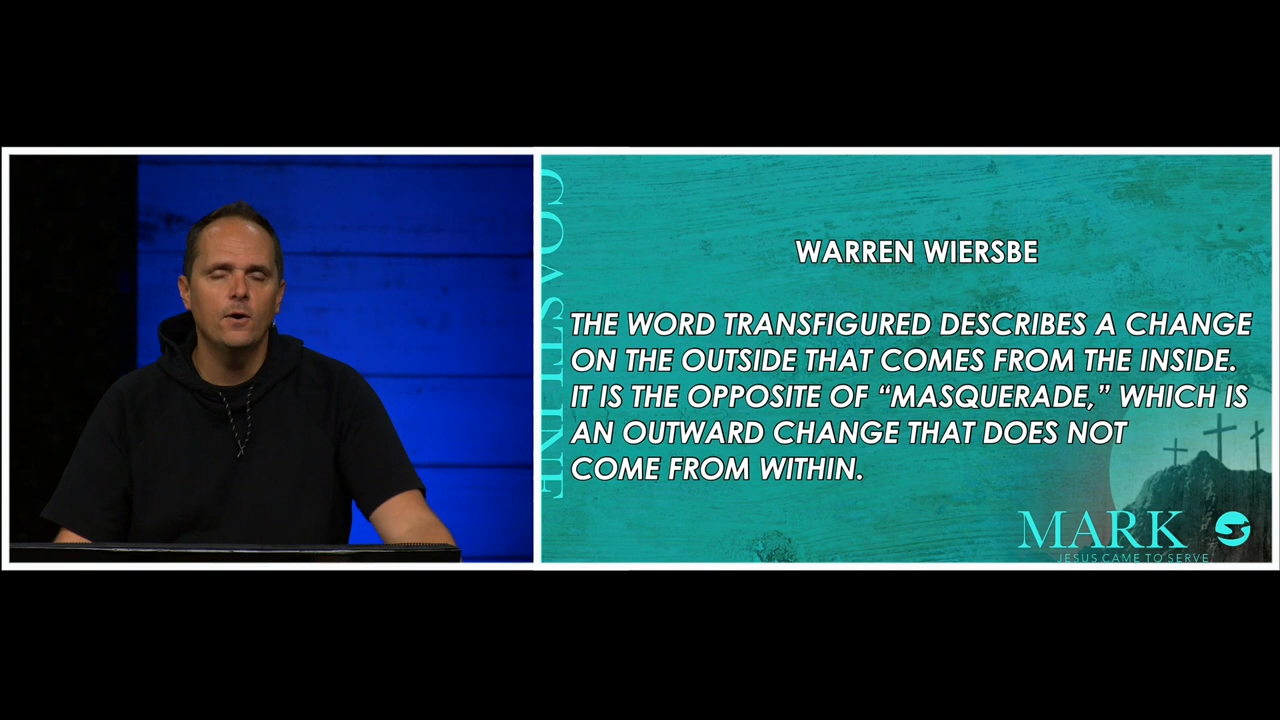 COASTLINE
WARREN WIERSBE
THE WORD TRANSFIGURED DESCRIBES A CHANGE
ON THE OUTSIDE THAT COMES FROM THE INSIDE.
IT IS THE OPPOSITE OF “MASQUERADE,” WHICH IS
AN OUTWARD CHANGE THAT DOES NOT
COME FROM WITHIN.
MARK
JESUS CAME TO SERVE